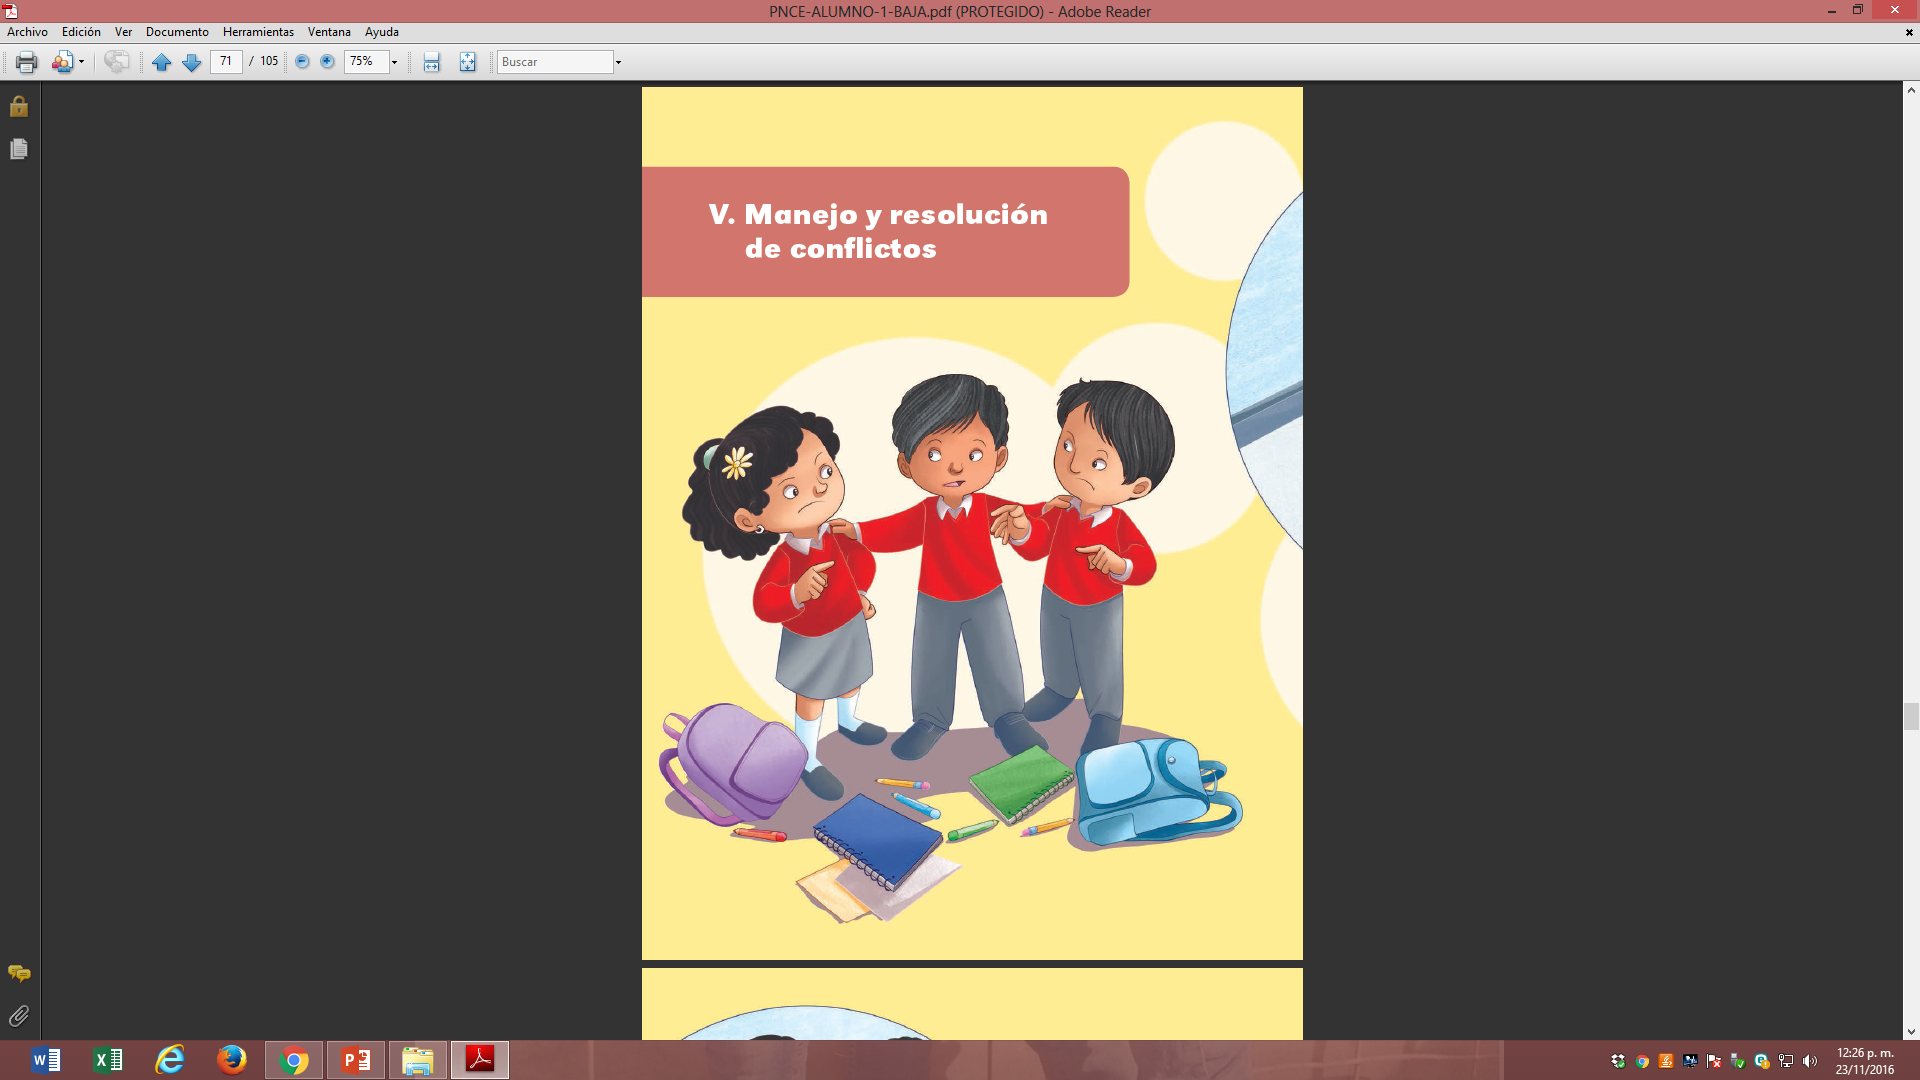 PNCE-ALUMNO-1-BAJA.pdf (PROTEGIDO) - Adobe Reader
Archivo Edición Ver Documento Herramientas Ventana Ayuda
71 / 105 75% Buscar
V. Manejo y resolución
de conflictos
12:26 p. m.
23/11/2016